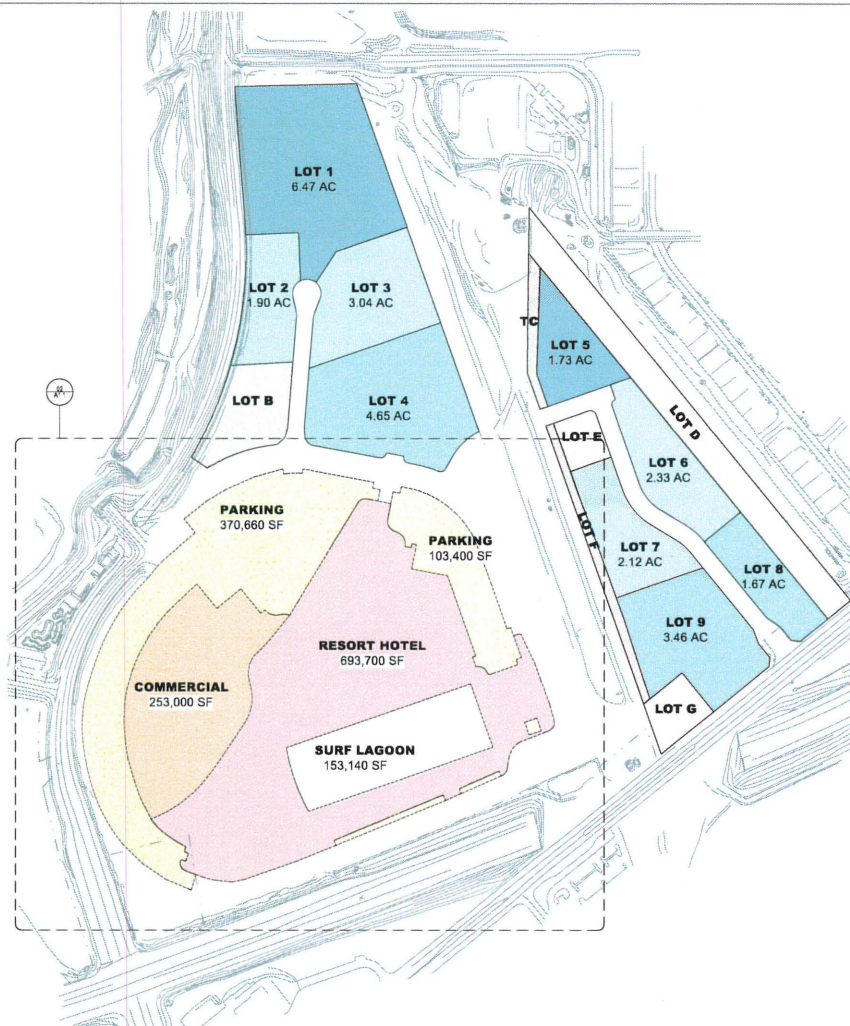 LOT 1
6.47 AC
LOT 2
1.90 AC
LOT 3
3.04 AC
LOT B
LOT 4
4.65 AC
TC
LOT 5
1.73 AC
LOT D
LOT E
LOT 6
2.33 AC
LOT F
LOT 7
2.12 AC
LOT 8
1.67 AC
LOT 9
3.46 AC
LOT G
PARKING
370,660 SF
PARKING
103,400 SF
RESORT HOTEL
693,700 SF
COMMERCIAL
253,000 SF
SURF LAGOON
153,140 SF